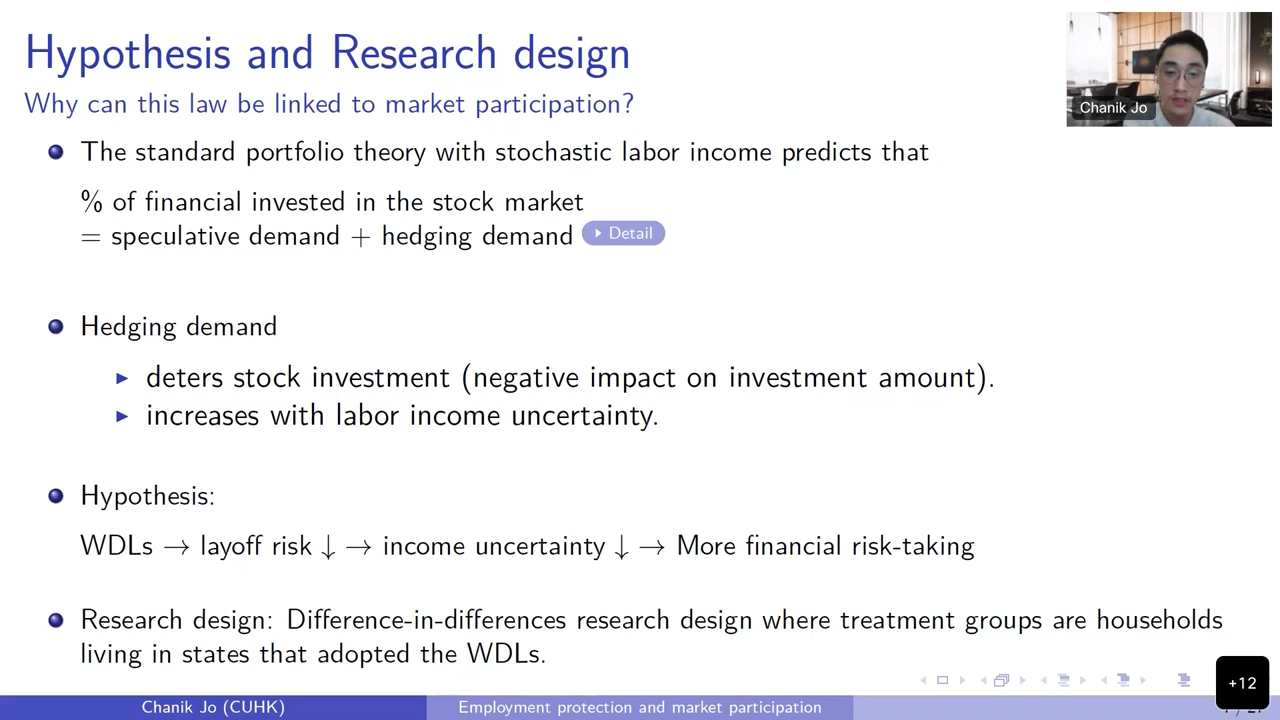 Hypothesis and Research design
Why can this law be linked to market participation?
Chanik Jo
The standard portfolio theory with stochastic labor income predicts that
% of financial invested in the stock market
= speculative demand + hedging demand
Detail
Hedging demand
deters stock investment (negative impact on investment amount).
increases with labor income uncertainty.
Hypothesis:
WDLs → layoff risk ↓ → income uncertainty ↓ → More financial risk-taking
Research design: Difference-in-differences research design where treatment groups are households
living in states that adopted the WDLs.
+12
Chanik Jo (CUHK)
Employment protection and market participation